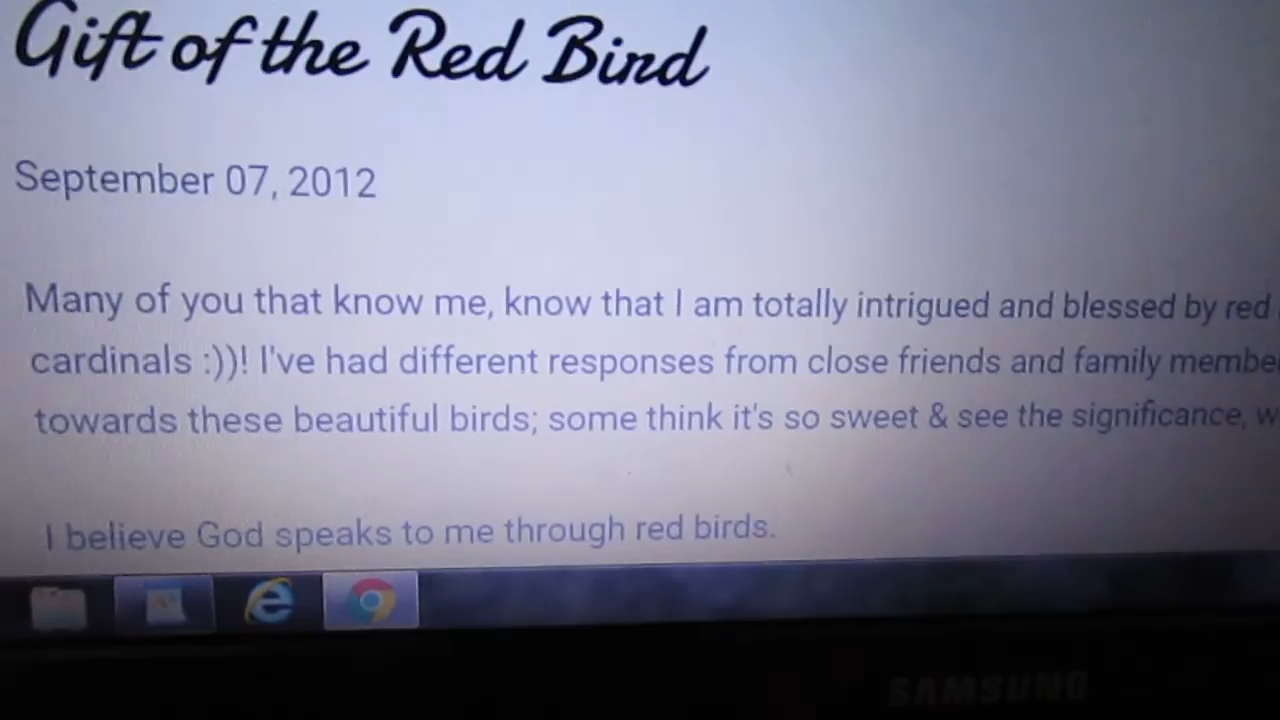 Gift of the Red Bird
September 07, 2012
Many of you that know me, know that I am totally intrigued and blessed by red
cardinals :))! I've had different responses from close friends and family
towards these beautiful birds; some think it's so sweet & see the significance,
I believe God speaks to me through red birds.
SAMSUNG